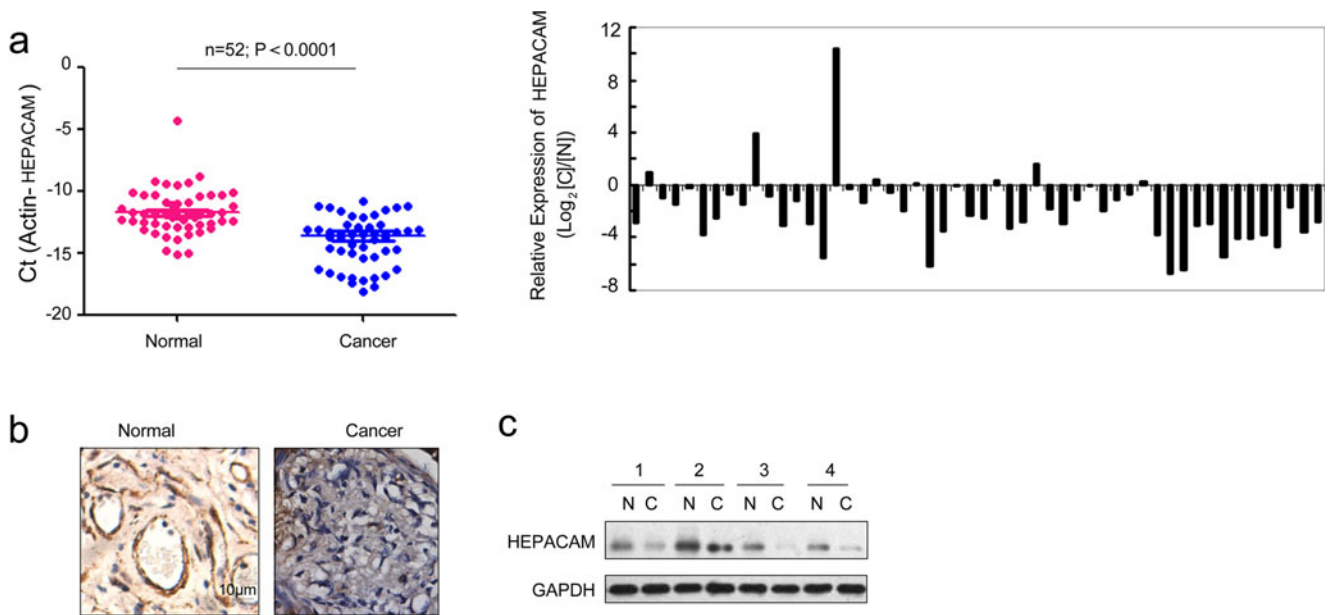 a
n=52; P < 0.0001
Ct (Actin- HEPACAM)
0
-5
-10
-15
-20
Normal
Cancer
Relative Expression of HEPACAM
(Log2 [C]/[N])
12
8
4
0
-4
-8
b
Normal
Cancer
10μm
c
1 2 3 4
N C N C N C N C
HEPACAM
GAPDH